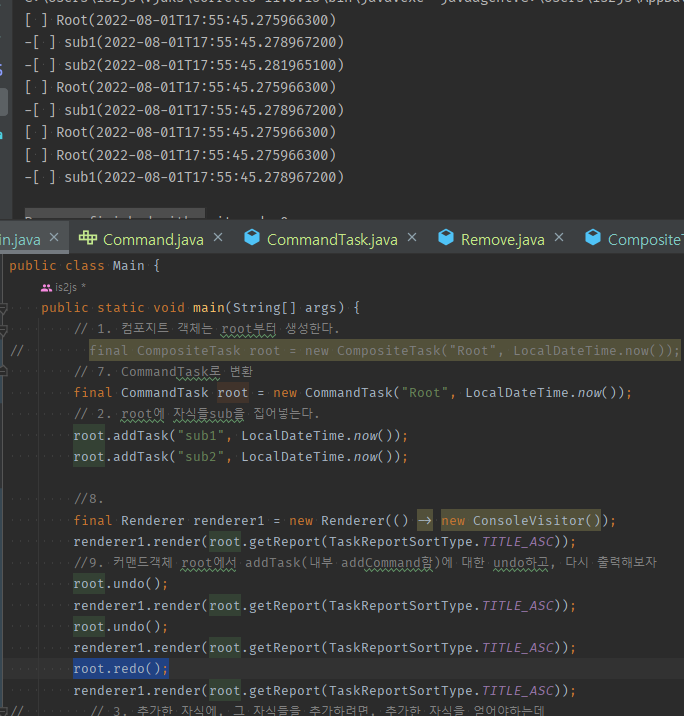 [ ] Root(2022-08-01T17:55:45.275966300)
-[ ] sub1(2022-08-01T17:55:45.278967200)
-[ ] sub2(2022-08-01T17:55:45.281965100)
[ ] Root(2022-08-01T17:55:45.275966300)
-[ ] sub1(2022-08-01T17:55:45.278967200)
[ ] Root(2022-08-01T17:55:45.275966300)
[ ] Root(2022-08-01T17:55:45.275966300)
-[ ] sub1(2022-08-01T17:55:45.278967200)
in.java × Command.java × CommandTask.java × Remove.java × CompositeT
public class Main {
is2js *
public static void main(String[] args) {
// 1. 컴포지트 객체는 root부터 생성한다.
// final CompositeTask root = new CompositeTask("Root", LocalDateTime.now());
// 7. CommandTask로 변환
final CommandTask root = new CommandTask("Root", LocalDateTime.now());
// 2. root에 자식들sub을 집어넣는다.
root.addTask("sub1", LocalDateTime.now());
root.addTask("sub2", LocalDateTime.now());
//8.
final Renderer renderer1 = new Renderer(() → new ConsoleVisitor());
renderer1.render(root.getReport(TaskReportSortType.TITLE_ASC));
//9. 커맨드객체 root에서 addTask(내부 addCommand함)에 대한 undo하고, 다시 출력해보자
root.undo();
renderer1.render(root.getReport(TaskReportSortType.TITLE_ASC));
root.undo();
renderer1.render(root.getReport(TaskReportSortType.TITLE_ASC));
root.redo();
renderer1.render(root.getReport(TaskReportSortType.TITLE_ASC));
// // 3. 추가한 자식에, 그 자식들을 추가하려면, 추가한 자식을 얻어야하는데